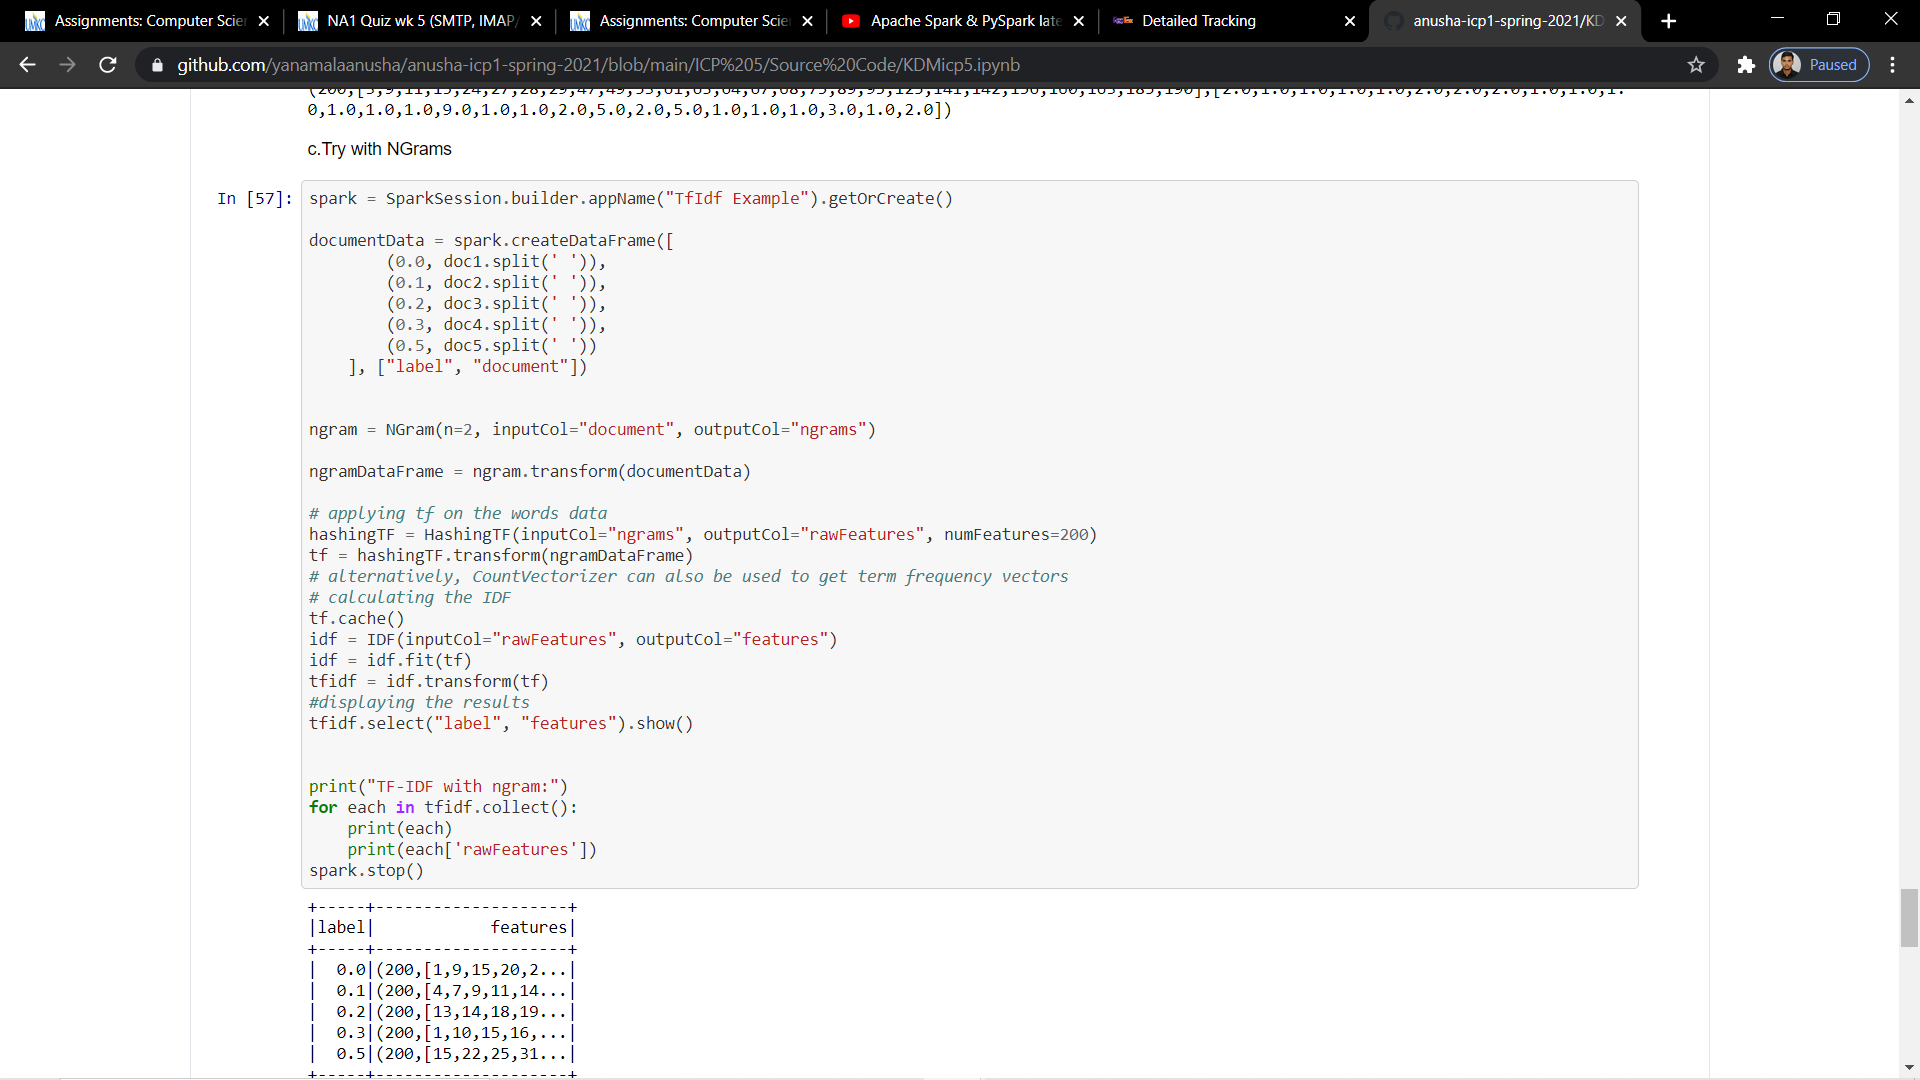 Assignments: Computer Scien
NA1 Quiz wk 5 (SMTP, IMAP,
Assignments: Computer Scie
Apache Spark & PySpark late
Detailed Tracking
anusha-icp1-spring-2021/KD
github.com/yanamalaanusha/anusha-icp1-spring-2021/blob/main/ICP%205/Source%20Code/KDMicp5.ipynb
Paused
0,1.0,1.0,1.0,9.0,1.0,1.0,2.0,5.0,2.0,5.0,1.0,1.0,1.0,3.0,1.0,2.0])
c.Try with NGrams
In [57]:
spark = SparkSession.builder.appName("TfIdf Example").getOrCreate()
documentData = spark.createDataFrame([
(0.0, doc1.split(' ')),
(0.1, doc2.split(' ')),
(0.2, doc3.split(' ')),
(0.3, doc4.split(' ')),
(0.5, doc5.split(' '))
], ["label", "document"])
ngram = NGram(n=2, inputCol="document", outputCol="ngrams")
ngramDataFrame = ngram.transform(documentData)
# applying tf on the words data
hashingTF = HashingTF(inputCol="ngrams", outputCol="rawFeatures", numFeatures=200)
tf = hashingTF.transform(ngramDataFrame)
# alternatively, CountVectorizer can also be used to get term frequency vectors
# calculating the IDF
tf.cache()
idf = IDF(inputCol="rawFeatures", outputCol="features")
idf = idf.fit(tf)
tfidf = idf.transform(tf)
#displaying the results
tfidf.select("label", "features").show()
print("TF-IDF with ngram:")
for each in tfidf.collect():
print(each)
print(each['rawFeatures'])
spark.stop()
+-----+--------------------+
|label|            features|
+-----+--------------------+
|  0.0|(200,[1,9,15,20,2...|
|  0.1|(200,[4,7,9,11,14...|
|  0.2|(200,[13,14,18,19...|
|  0.3|(200,[1,10,15,16,...|
|  0.5|(200,[15,22,25,31...|
+-----+--------------------+